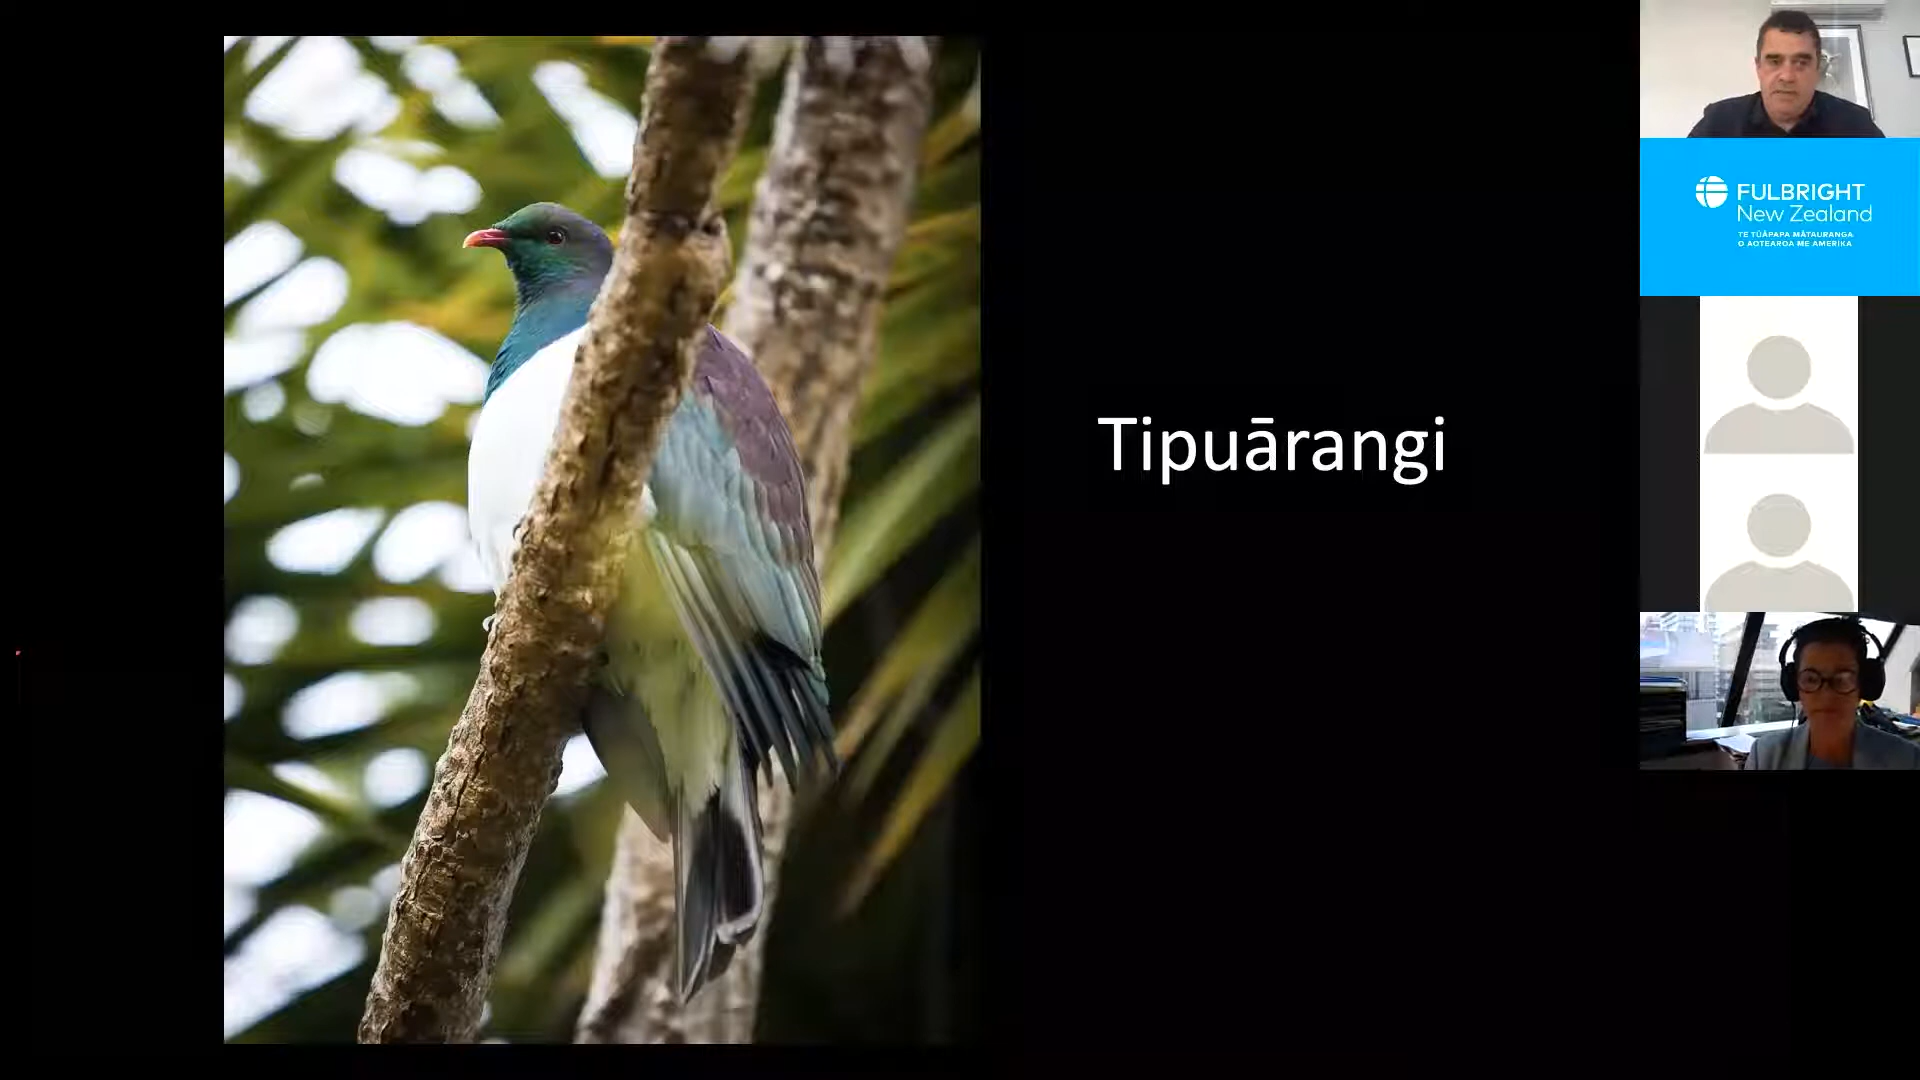 Tipuārangi
FULBRIGHT
New Zealand
TE TŪĀPAPA MĀTAURANGA
O AOTEAROA ME AMERIKA